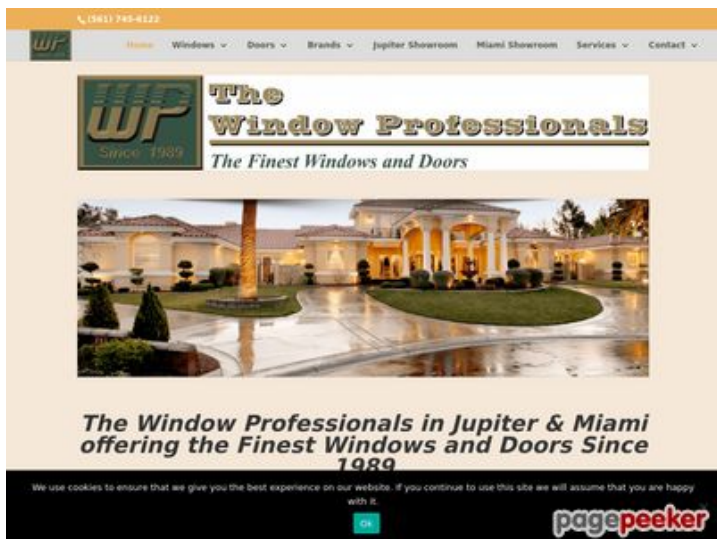 (561) 745-6122
WP
Home Windows Doors Brands Jupiter Showroom Miami Showroom Services Contact
WP
Since 1989
The
Window Professionals
The Finest Windows and Doors
The Window Professionals in Jupiter & Miami
offering the Finest Windows and Doors Since
1989
We use cookies to ensure that we give you the best experience on our website. If you continue to use this site we will assume that you are happy
with it.
Ok
pagepeeker